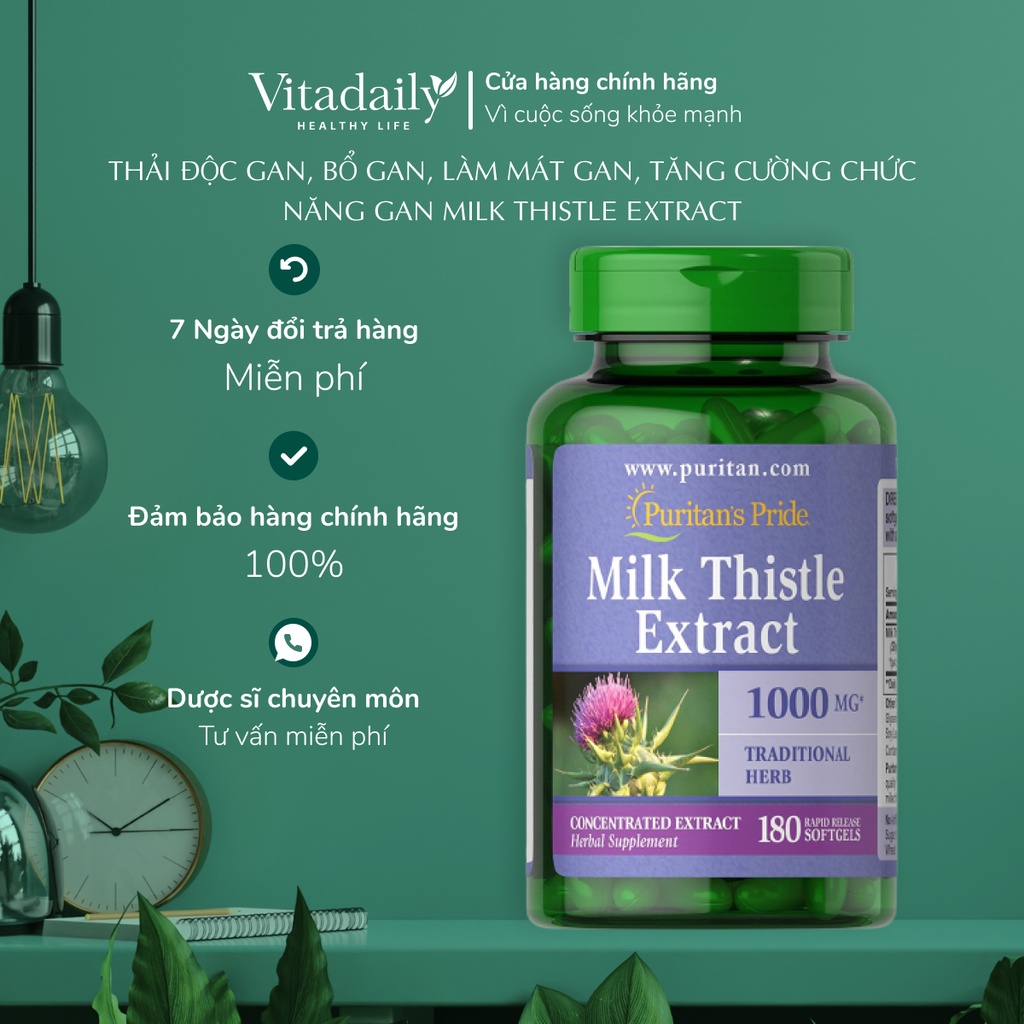 Vitadaily
HEALTHY LIFE
Cửa hàng chính hãng
Vì cuộc sống khỏe mạnh
THẢI ĐỘC GAN, BỔ GAN, LÀM MÁT GAN, TĂNG CƯỜNG CHỨC
NĂNG GAN MILK THISTLE EXTRACT
7 Ngày đổi trả hàng
Miễn phí
Đảm bảo hàng chính hãng
100%
Dược sĩ chuyên môn
Tư vấn miễn phí
www.puritan.com
Puritan's Pride
Milk Thistle
Extract
1000 MG*
TRADITIONAL
HERB
CONCENTRATED EXTRACT
Herbal Supplement
180 RAPID RELEASE
SOFTGELS